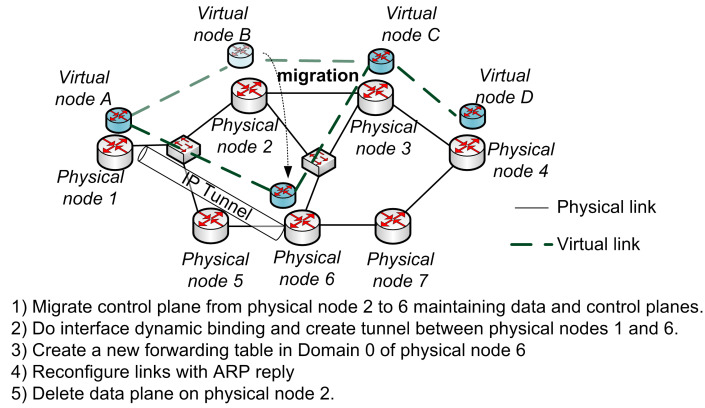 Virtual
node B
Virtual
node C
Virtual
node A
migration
Virtual
node D
Physical
node 2
Physical
node 3
Physical
node 1
Physical
node 4
IP Tunnel
Physical link
Virtual link
Physical
node 5
Physical
node 6
Physical
node 7
1) Migrate control plane from physical node 2 to 6 maintaining data and control planes.
2) Do interface dynamic binding and create tunnel between physical nodes 1 and 6.
3) Create a new forwarding table in Domain 0 of physical node 6
4) Reconfigure links with ARP reply
5) Delete data plane on physical node 2.